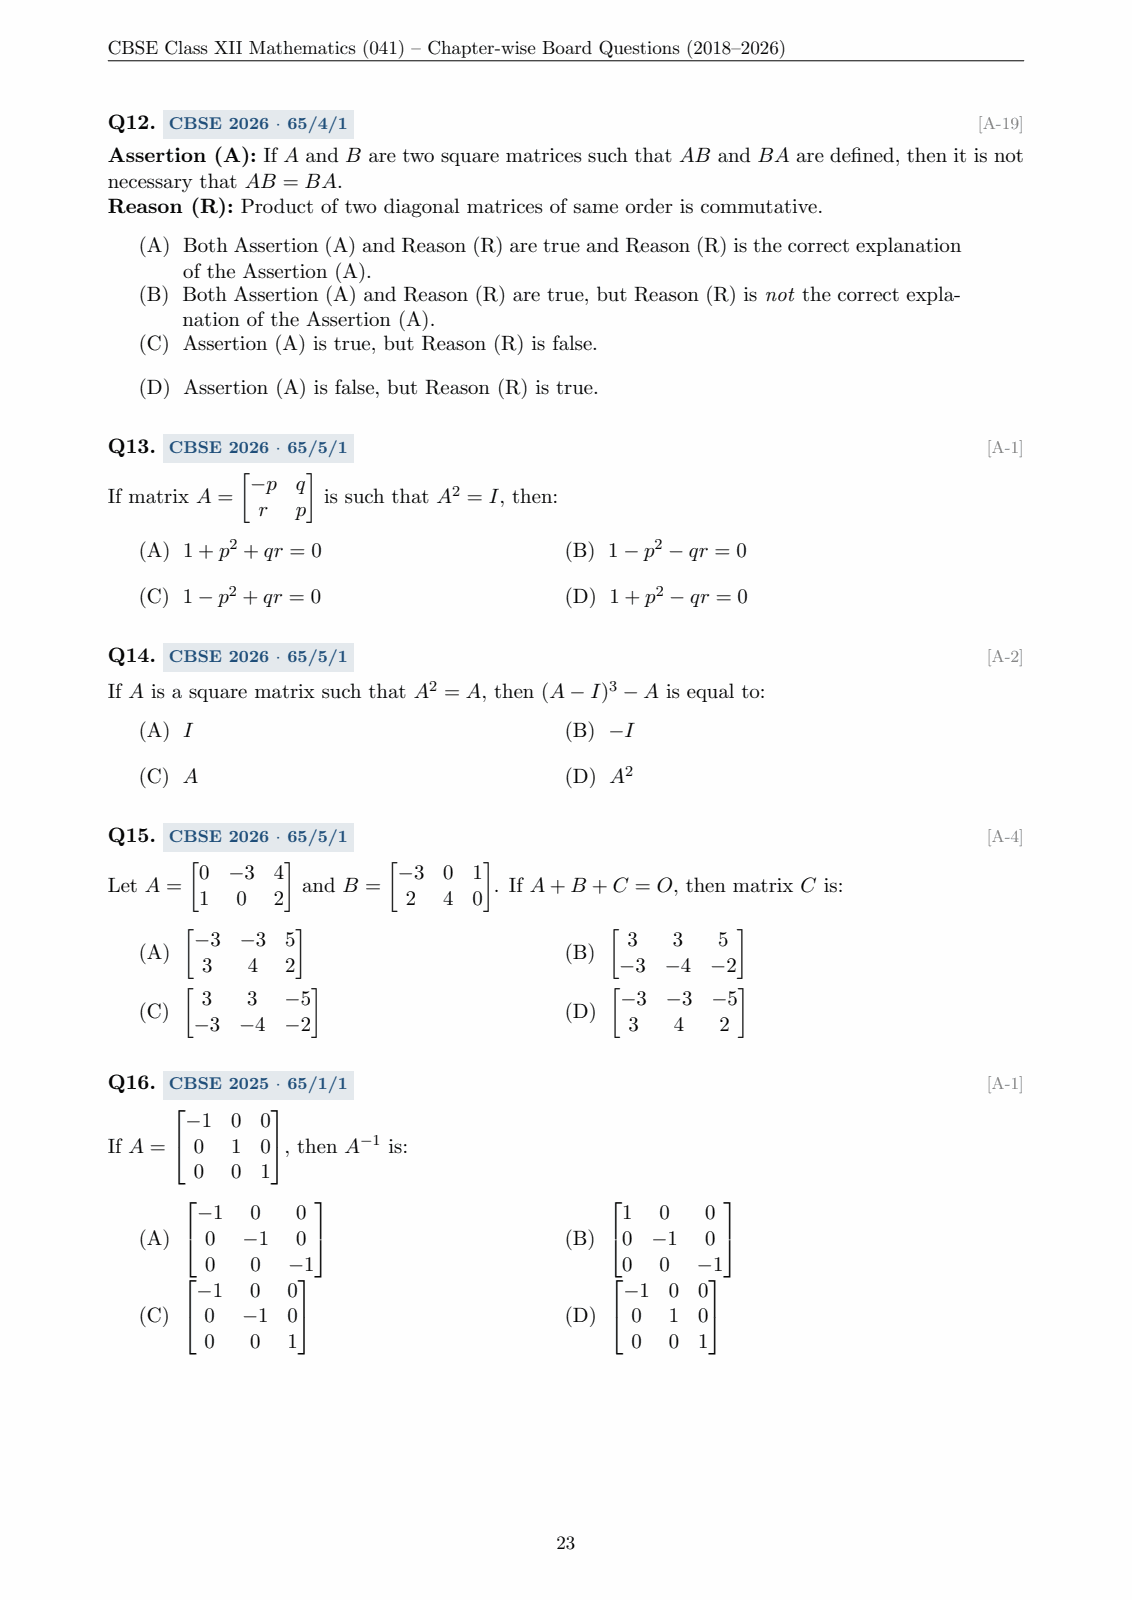 CBSE Class XII Mathematics (041) – Chapter-wise Board Questions (2018–2026)
Q12. CBSE 2026 · 65/4/1 [A-19]
Assertion (A): If A and B are two square matrices such that AB and BA are defined, then it is not
necessary that AB = BA.
Reason (R): Product of two diagonal matrices of same order is commutative.
(A) Both Assertion (A) and Reason (R) are true and Reason (R) is the correct explanation
of the Assertion (A).
(B) Both Assertion (A) and Reason (R) are true, but Reason (R) is not the correct expla-
nation of the Assertion (A).
(C) Assertion (A) is true, but Reason (R) is false.
(D) Assertion (A) is false, but Reason (R) is true.
Q13. CBSE 2026 · 65/5/1 [A-1]
If matrix A = [−p q; r p] is such that A² = I, then:
(A) 1 + p² + qr = 0 (B) 1 − p² − qr = 0
(C) 1 − p² + qr = 0 (D) 1 + p² − qr = 0
Q14. CBSE 2026 · 65/5/1 [A-2]
If A is a square matrix such that A² = A, then (A − I)³ − A is equal to:
(A) I (B) −I
(C) A (D) A²
Q15. CBSE 2026 · 65/5/1 [A-4]
Let A = [0 −3 4; 1 0 2] and B = [−3 0 1; 2 4 0]. If A + B + C = O, then matrix C is:
(A) [−3 −3 5; 3 4 2] (B) [3 3 5; −3 −4 −2]
(C) [3 3 −5; −3 −4 −2] (D) [−3 −3 −5; 3 4 2]
Q16. CBSE 2025 · 65/1/1 [A-1]
If A = [−1 0 0; 0 1 0; 0 0 1], then A⁻¹ is:
(A) [−1 0 0; 0 −1 0; 0 0 −1] (B) [1 0 0; 0 −1 0; 0 0 −1]
(C) [−1 0 0; 0 −1 0; 0 0 1] (D) [−1 0 0; 0 1 0; 0 0 1]
23